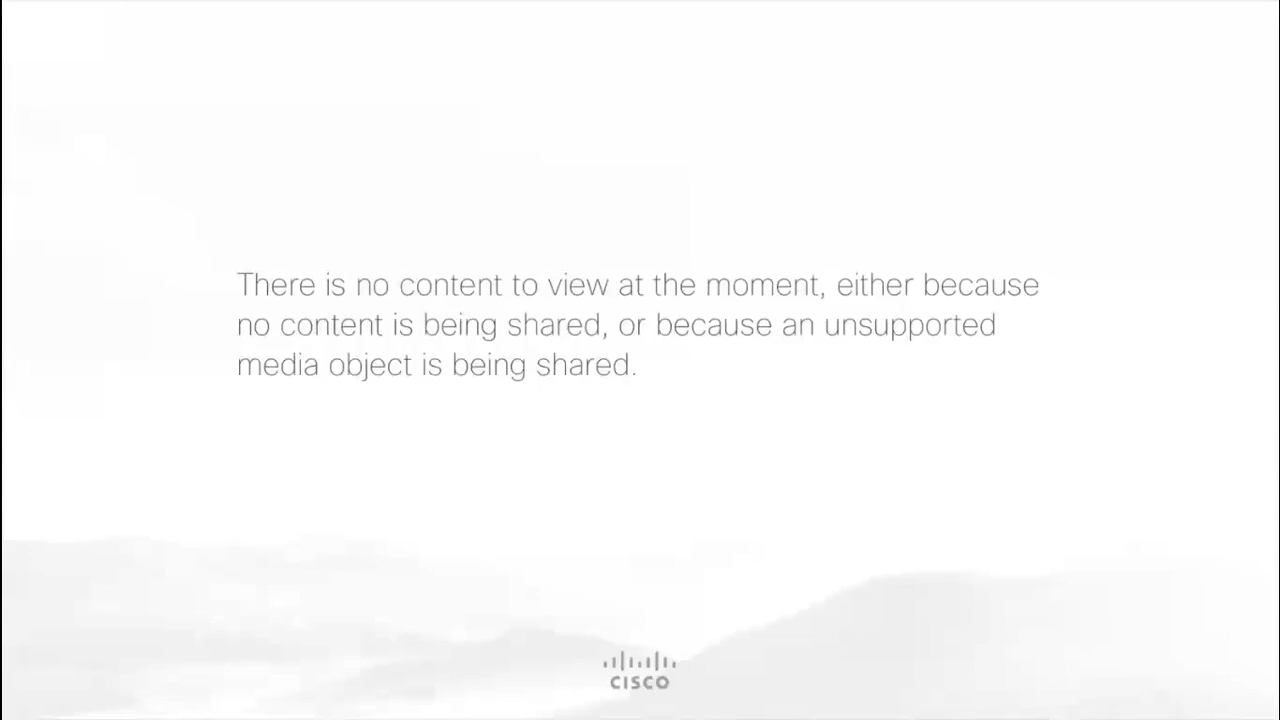 There is no content to view at the moment, either because
no content is being shared, or because an unsupported
media object is being shared.
CISCO